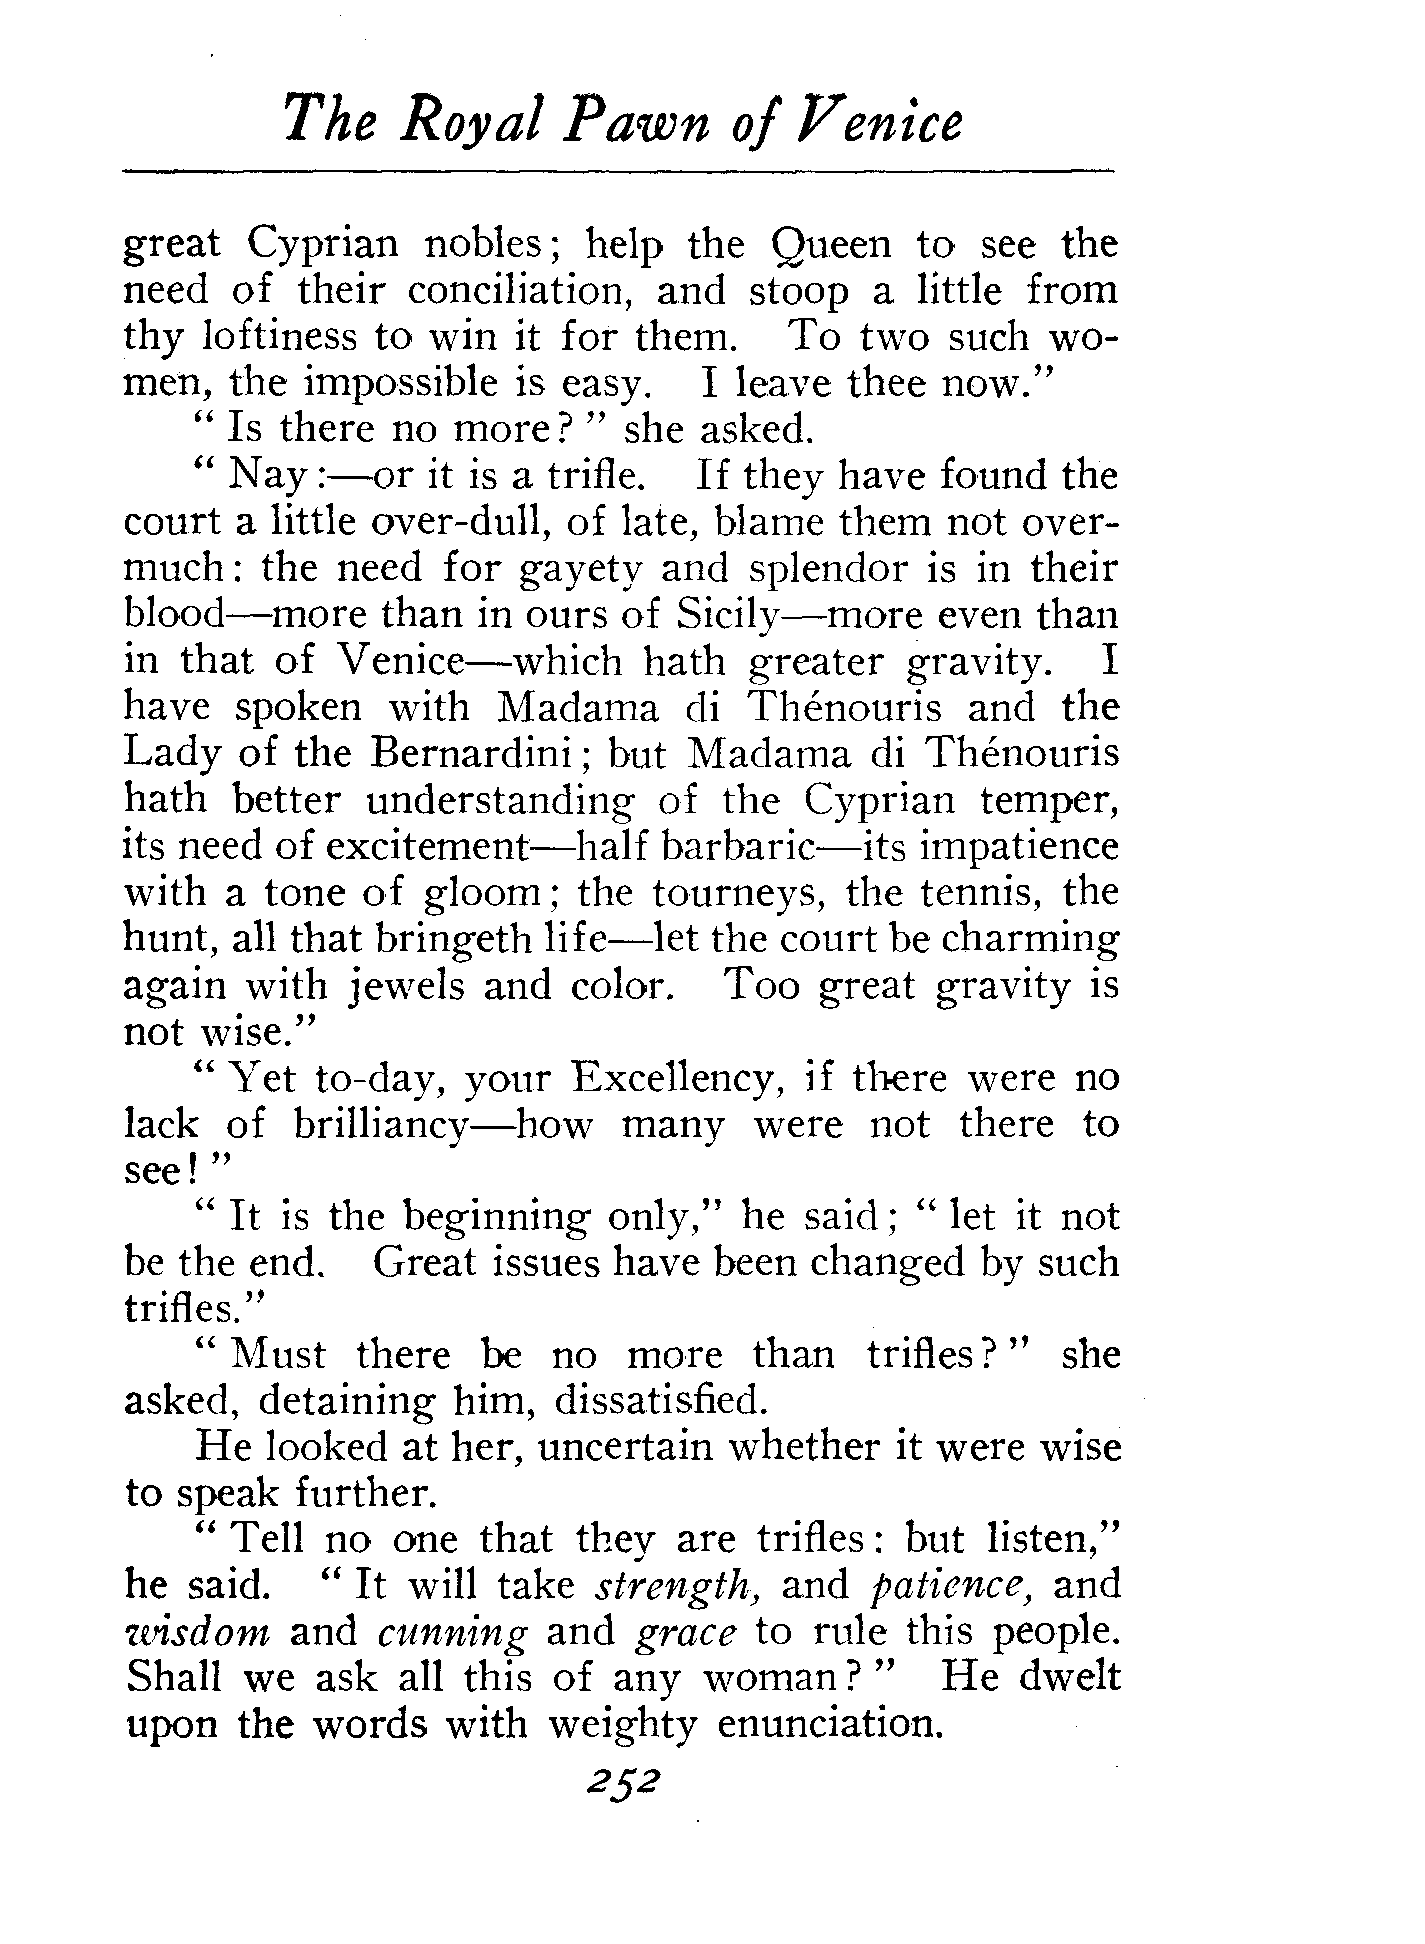 The Royal Pawn of Venice
great Cyprian nobles; help the Queen to see the
need of their conciliation, and stoop a little from
thy loftiness to win it for them. To two such wo-
men, the impossible is easy. I leave thee now."
" Is there no more? " she asked.
" Nay:—or it is a trifle. If they have found the
court a little over-dull, of late, blame them not over-
much: the need for gayety and splendor is in their
blood—more than in ours of Sicily—more even than
in that of Venice—which hath greater gravity. I
have spoken with Madama di Thénouris and the
Lady of the Bernardini; but Madama di Thénouris
hath better understanding of the Cyprian temper,
its need of excitement—half barbaric—its impatience
with a tone of gloom; the tourneys, the tennis, the
hunt, all that bringeth life—let the court be charming
again with jewels and color. Too great gravity is
not wise."
" Yet to-day, your Excellency, if there were no
lack of brilliancy—how many were not there to
see! "
" It is the beginning only," he said; " let it not
be the end. Great issues have been changed by such
trifles."
" Must there be no more than trifles? " she
asked, detaining him, dissatisfied.
He looked at her, uncertain whether it were wise
to speak further.
" Tell no one that they are trifles: but listen,"
he said. " It will take strength, and patience, and
wisdom and cunning and grace to rule this people.
Shall we ask all this of any woman? " He dwelt
upon the words with weighty enunciation.
252